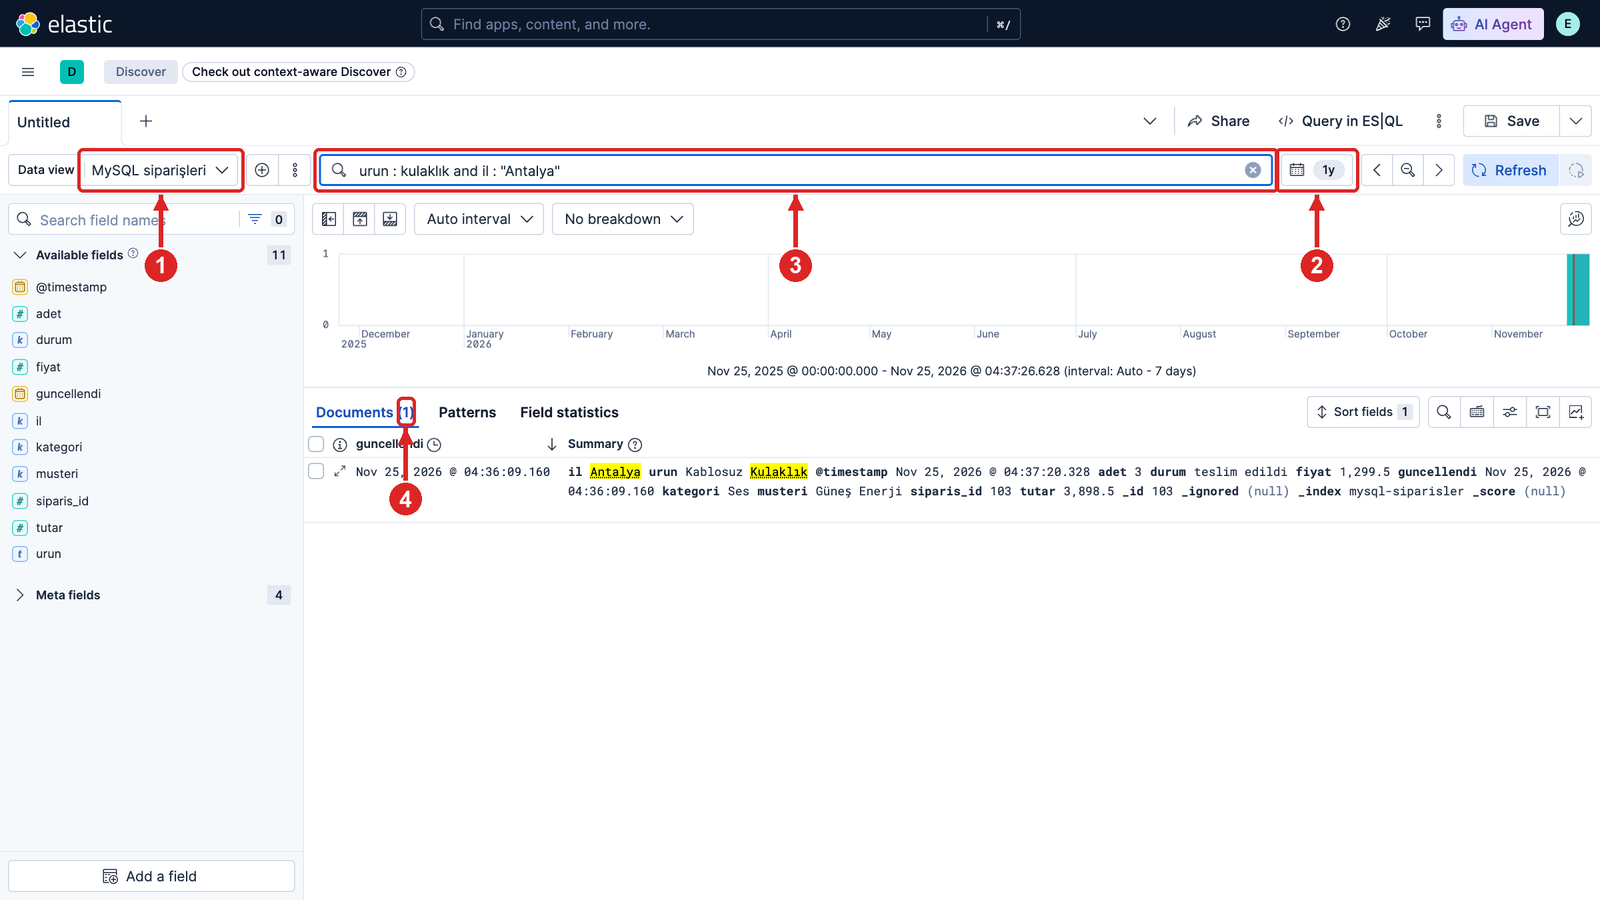 elastic
Find apps, content, and more.
⌘/
AI Agent
E
D
Discover
Check out context-aware Discover
Untitled
Share
Query in ES|QL
Save
Data view
MySQL siparişleri
urun : kulaklık and il : "Antalya"
1y
Refresh
Search field names
0
Auto interval
No breakdown
1
3
2
Available fields
11
@timestamp
adet
durum
fiyat
guncellendi
il
kategori
musteri
siparis_id
tutar
urun
Meta fields
4
Add a field
1
0
December
2025
January
2026
February
March
April
May
June
July
August
September
October
November
Nov 25, 2025 @ 00:00:00.000 - Nov 25, 2026 @ 04:37:26.628 (interval: Auto - 7 days)
Documents (1)
Patterns
Field statistics
Sort fields 1
guncellendi
Summary
Nov 25, 2026 @ 04:36:09.160
il Antalya urun Kablosuz Kulaklık @timestamp Nov 25, 2026 @ 04:37:20.328 adet 3 durum teslim edildi fiyat 1,299.5 guncellendi Nov 25, 2026 @
04:36:09.160 kategori Ses musteri Güneş Enerji siparis_id 103 tutar 3,898.5 _id 103 _ignored (null) _index mysql-siparisler _score (null)
4